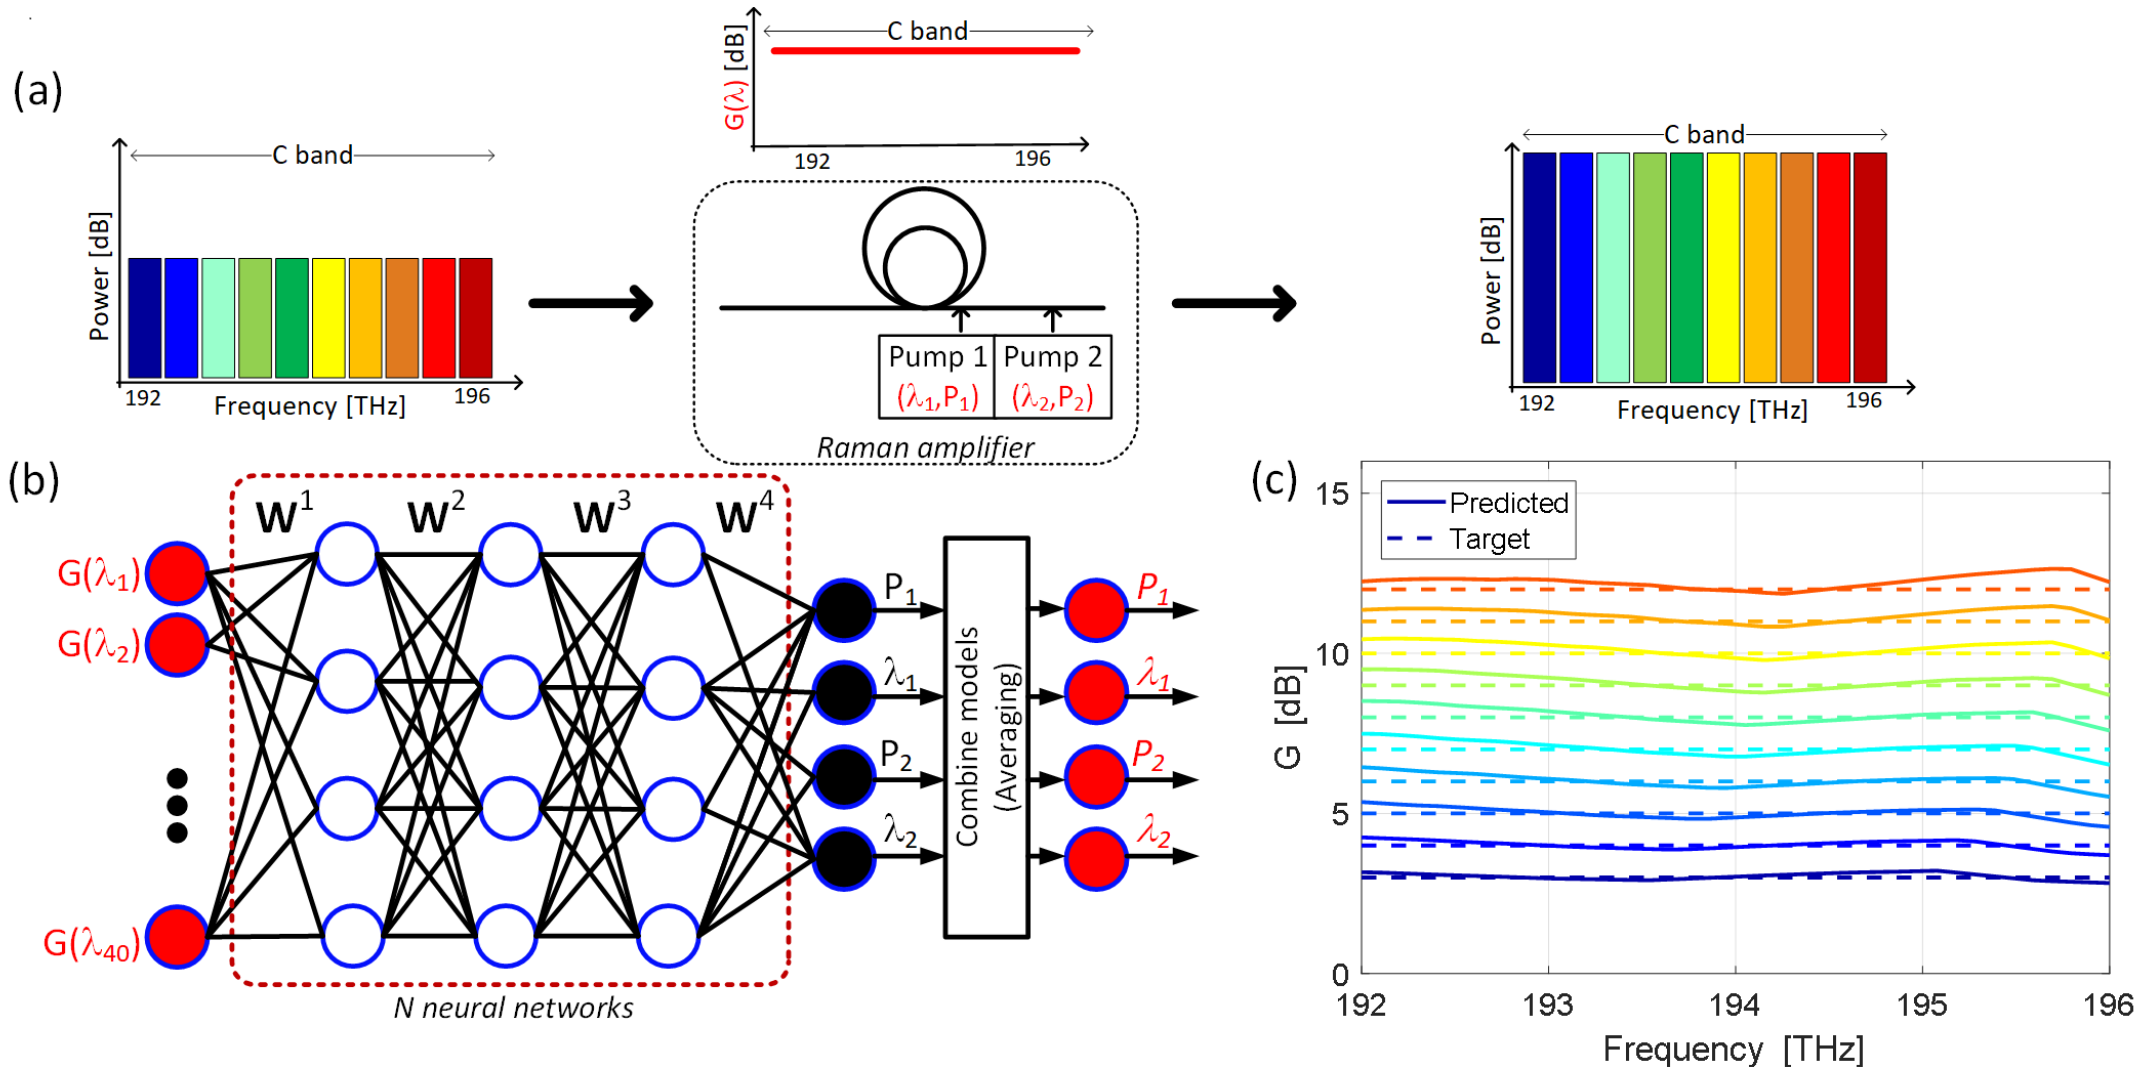 (a)
C band
Power [dB]
192
196
Frequency [THz]
C band
G(λ) [dB]
192
196
Pump 1
(λ1,P1)
Pump 2
(λ2,P2)
Raman amplifier
C band
Power [dB]
192
196
Frequency [THz]
(b)
W1
W2
W3
W4
G(λ1)
G(λ2)
G(λ40)
N neural networks
P1
λ1
P2
λ2
Combine models
(Averaging)
P1
λ1
P2
λ2
(c)
Predicted
Target
15
10
5
0
G [dB]
192
193
194
195
196
Frequency [THz]